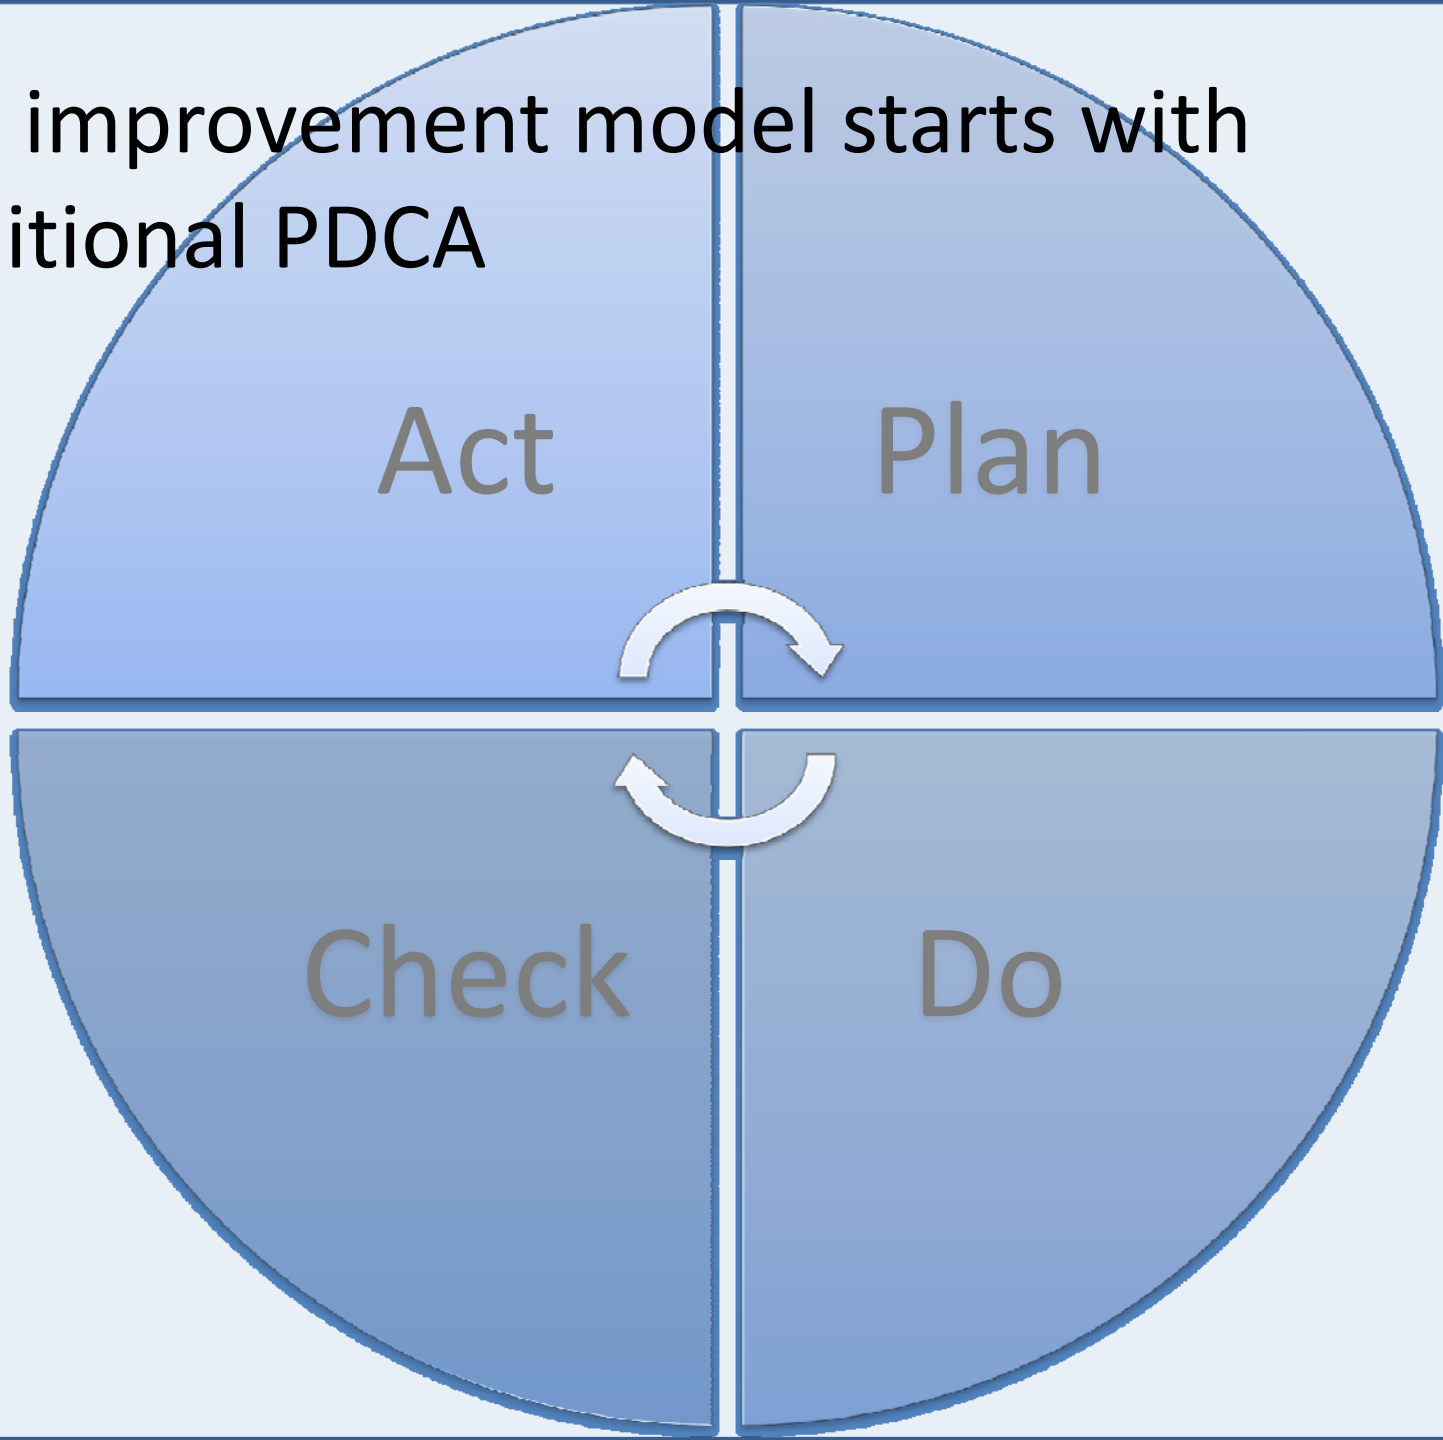 improvement model starts with
itional PDCA
Act
Plan
Check
Do